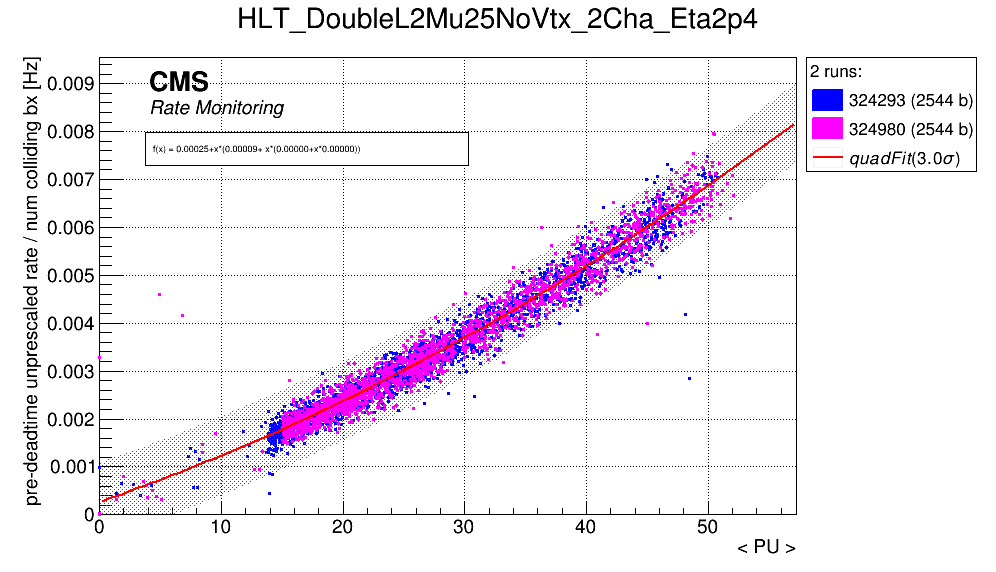 HLT_DoubleL2Mu25NoVtx_2Cha_Eta2p4
pre-deadtime unprescaled rate / num colliding bx [Hz]
0.009
0.008
0.007
0.006
0.005
0.004
0.003
0.002
0.001
0
CMS
Rate Monitoring
f(x) = 0.00025+x*(0.00009+ x*(0.00000+x*0.00000))
2 runs:
324293 (2544 b)
324980 (2544 b)
quadFit(3.0σ)
0 10 20 30 40 50
< PU >